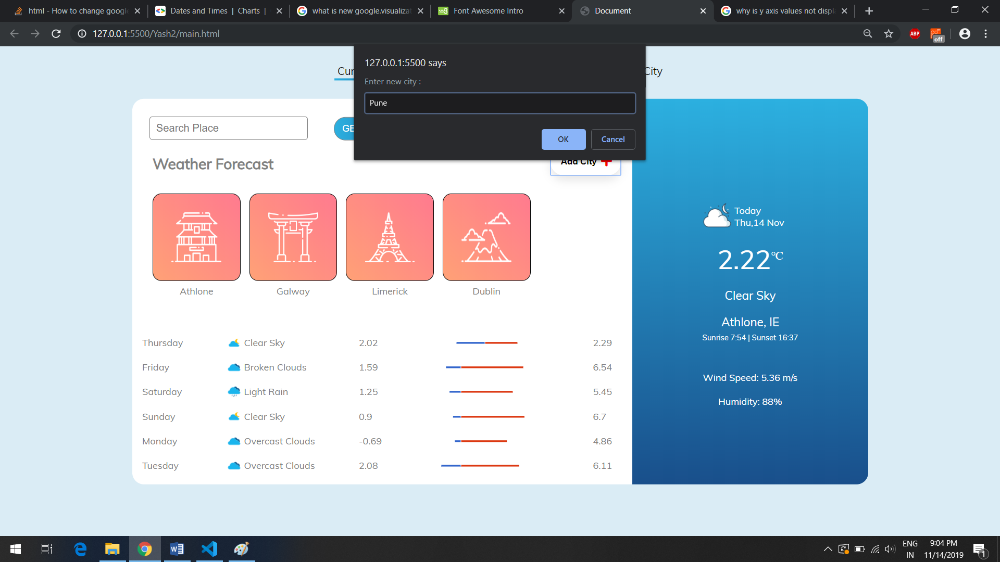 html - How to change google
Dates and Times | Charts |
what is new google.visualizat
Font Awesome Intro
Document
why is y axis values not displ
127.0.0.1:5500/Yash2/main.html
ABP
off
127.0.0.1:5500 says
Enter new city :
Pune
OK
Cancel
Cur
City
Search Place
GE
Weather Forecast
Add City
Athlone
Galway
Limerick
Dublin
Thursday Clear Sky 2.02 2.29
Friday Broken Clouds 1.59 6.54
Saturday Light Rain 1.25 5.45
Sunday Clear Sky 0.9 6.7
Monday Overcast Clouds -0.69 4.86
Tuesday Overcast Clouds 2.08 6.11
Today
Thu,14 Nov
2.22°C
Clear Sky
Athlone, IE
Sunrise 7:54 | Sunset 16:37
Wind Speed: 5.36 m/s
Humidity: 88%
ENG
IN
9:04 PM
11/14/2019
1